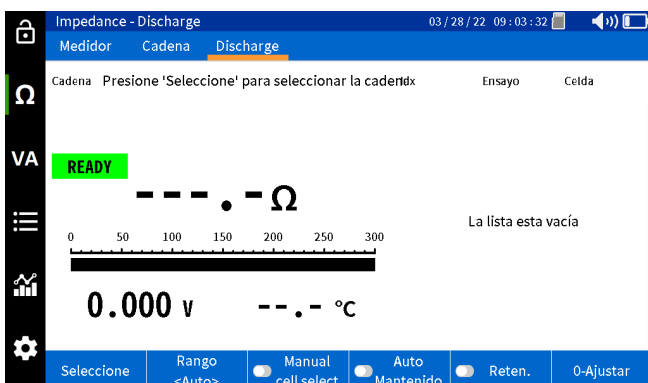 Impedance - Discharge 03/28/22 09:03:32
Medidor Cadena Discharge
Cadena Presione 'Seleccione' para seleccionar la cadena Idx Ensayo Celda
Ω
VA
READY
---.-Ω
La lista esta vacía
0 50 100 150 200 250 300
0.000 V --.- °C
Seleccione Rango <Auto> Manual cell select Auto Mantenido Reten. 0-Ajustar